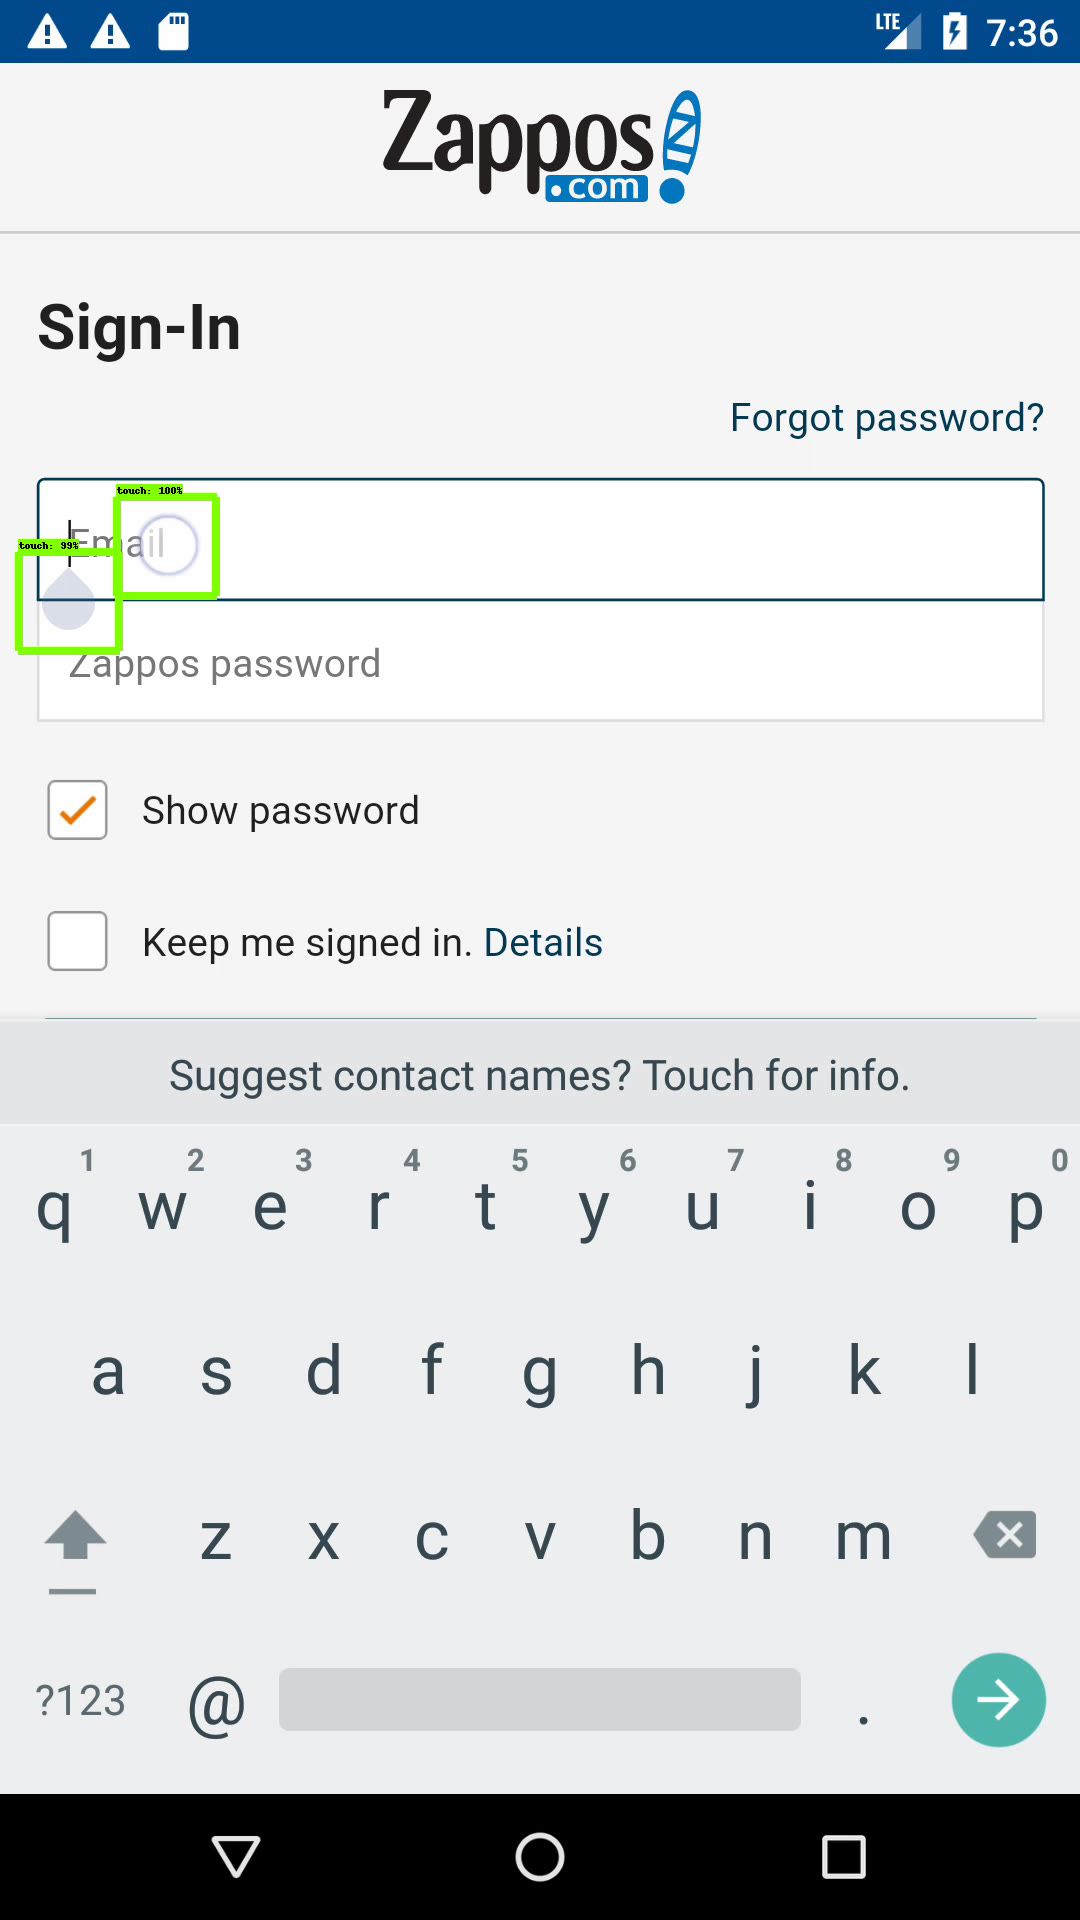 LTE 7:36
Zappos
.com
Sign-In
Forgot password?
touch: 100%
Email
touch: 99%
Zappos password
Show password
Keep me signed in. Details
Suggest contact names? Touch for info.
1 2 3 4 5 6 7 8 9 0
q w e r t y u i o p
a s d f g h j k l
z x c v b n m
?123 @ .